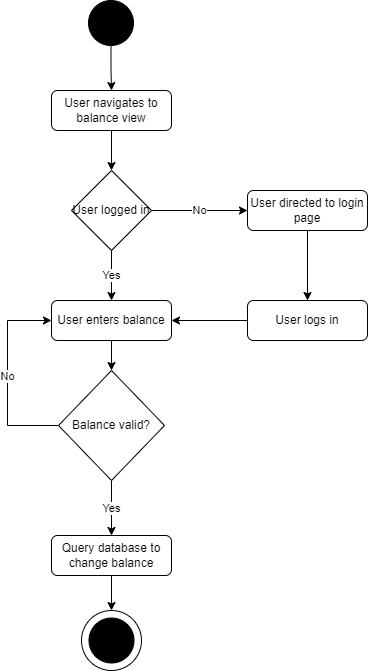 User navigates to
balance view
User logged in
No
User directed to login
page
Yes
User enters balance
User logs in
No
Balance valid?
Yes
Query database to
change balance